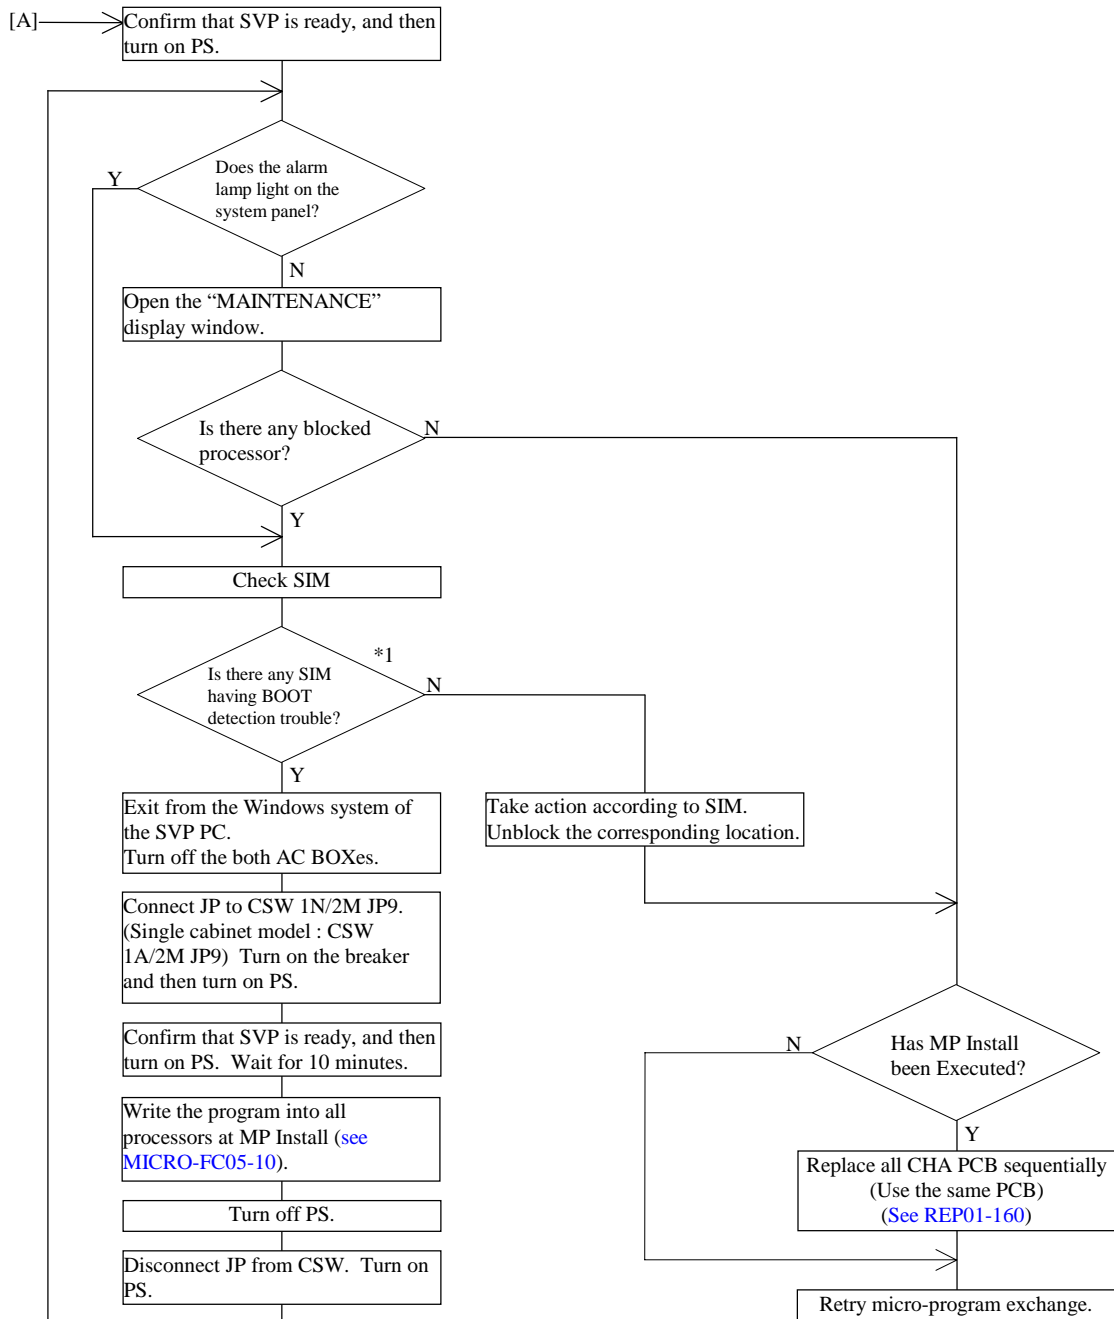 [A]
Confirm that SVP is ready, and then
turn on PS.
Does the alarm
lamp light on the
system panel?
Y
N
Open the “MAINTENANCE”
display window.
Is there any blocked
processor?
N
Y
Check SIM
*1
Is there any SIM
having BOOT
detection trouble?
N
Y
Exit from the Windows system of
the SVP PC.
Turn off the both AC BOXes.
Take action according to SIM.
Unblock the corresponding location.
Connect JP to CSW 1N/2M JP9.
(Single cabinet model : CSW
1A/2M JP9)  Turn on the breaker
and then turn on PS.
Confirm that SVP is ready, and then
turn on PS.  Wait for 10 minutes.
Has MP Install
been Executed?
N
Y
Write the program into all
processors at MP Install (see
MICRO-FC05-10).
Replace all CHA PCB sequentially
(Use the same PCB)
(See REP01-160)
Turn off PS.
Disconnect JP from CSW.  Turn on
PS.
Retry micro-program exchange.